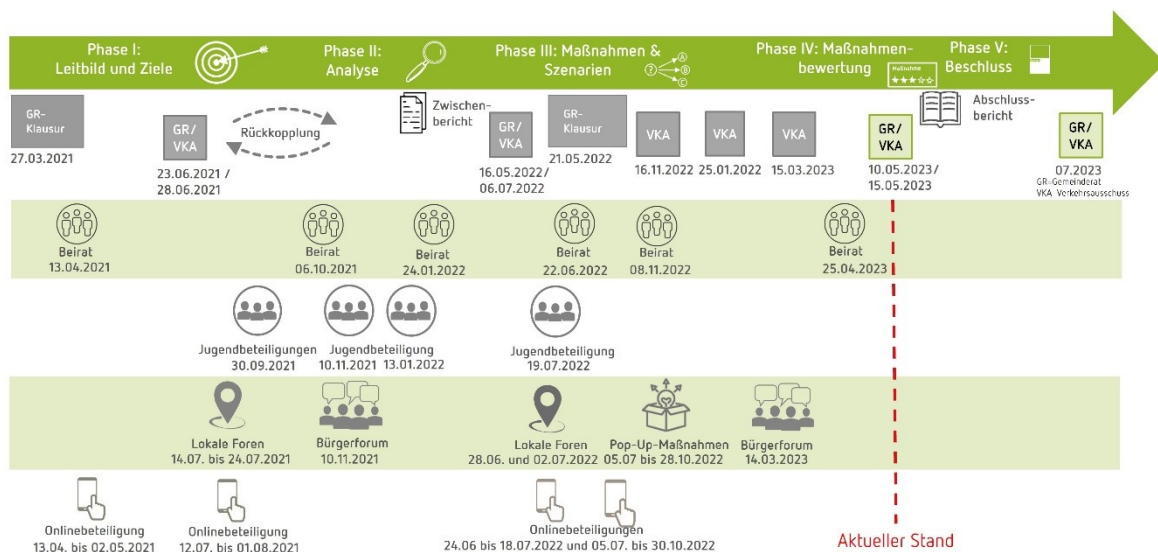 Phase I:
Leitbild und Ziele
Phase II:
Analyse
Phase III: Maßnahmen &
Szenarien
Phase IV: Maßnahmen-
bewertung
Phase V:
Beschluss
A
?
B
C
Maßnahme
GR-
Klausur
27.03.2021
GR/
VKA
23.06.2021 /
28.06.2021
Rückkopplung
Zwischen-
bericht
GR/
VKA
16.05.2022/
06.07.2022
GR-
Klausur
21.05.2022
VKA
16.11.2022
VKA
25.01.2022
VKA
15.03.2023
GR/
VKA
10.05.2023/
15.05.2023
Abschluss-
bericht
GR/
VKA
07.2023
GR=Gemeinderat
VKA Verkehrsausschuss
Beirat
13.04.2021
Beirat
06.10.2021
Beirat
24.01.2022
Beirat
22.06.2022
Beirat
08.11.2022
Beirat
25.04.2023
Jugendbeteiligungen
30.09.2021
Jugendbeteiligung
10.11.2021
13.01.2022
Jugendbeteiligung
19.07.2022
Lokale Foren
14.07. bis 24.07.2021
Bürgerforum
10.11.2021
Lokale Foren
28.06. und 02.07.2022
Pop-Up-Maßnahmen
05.07 bis 28.10.2022
Bürgerforum
14.03.2023
Onlinebeteiligung
13.04. bis 02.05.2021
Onlinebeteiligung
12.07. bis 01.08.2021
Onlinebeteiligungen
24.06 bis 18.07.2022 und 05.07. bis 30.10.2022
Aktueller Stand